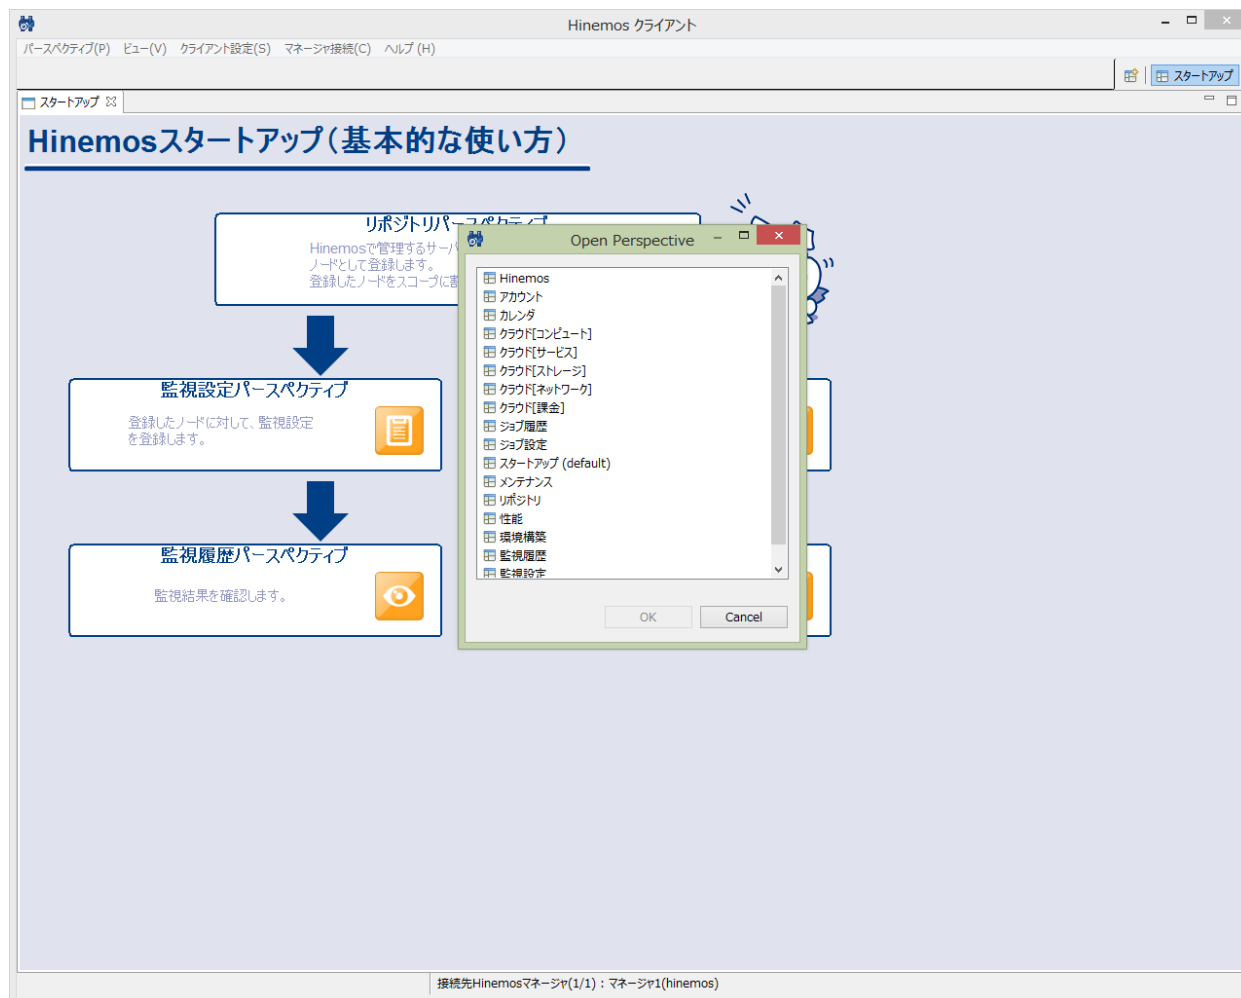 Hinemos クライアント
パースペクティブ(P) ビュー(V) クライアント設定(S) マネージャ接続(C) ヘルプ (H)
スタートアップ
スタートアップ
Hinemosスタートアップ(基本的な使い方)
リポジトリパースペクティブ
Hinemosで管理するサーバ
ノードとして登録します。
登録したノードをスコープに
監視設定パースペクティブ
登録したノードに対して、監視設定
を登録します。
監視履歴パースペクティブ
監視結果を確認します。
Open Perspective
Hinemos
アカウント
カレンダ
クラウド[コンピュート]
クラウド[サービス]
クラウド[ストレージ]
クラウド[ネットワーク]
クラウド[課金]
ジョブ履歴
ジョブ設定
スタートアップ (default)
メンテナンス
リポジトリ
性能
環境構築
監視履歴
監視設定
OK Cancel
接続先Hinemosマネージャ(1/1) : マネージャ1(hinemos)